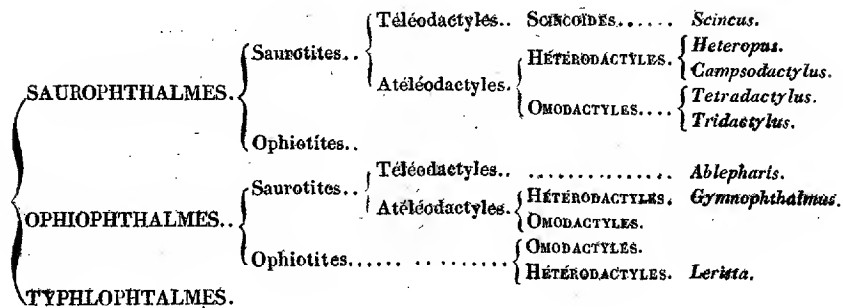 Téléodactyles.. SCINCOÏDES...... Scincus.
Saurotites..
HÉTÉRODACTYLES. Heteropus.
Campsodactylus.
Atéléodactyles.
SAUROPHTHALMES.
OMODACTYLES.... Tetradactylus.
Tridactylus.
Ophiotites..
Téléodactyles.. .............. Ablepharis.
Saurotites..
Atéléodactyles. HÉTÉRODACTYLES. Gymnophthalmus.
OPHIOPHTHALMES..
OMODACTYLES.
OMODACTYLES.
Ophiotites...... .........
HÉTÉRODACTYLES. Lerista.
TYPHLOPHTALMES.